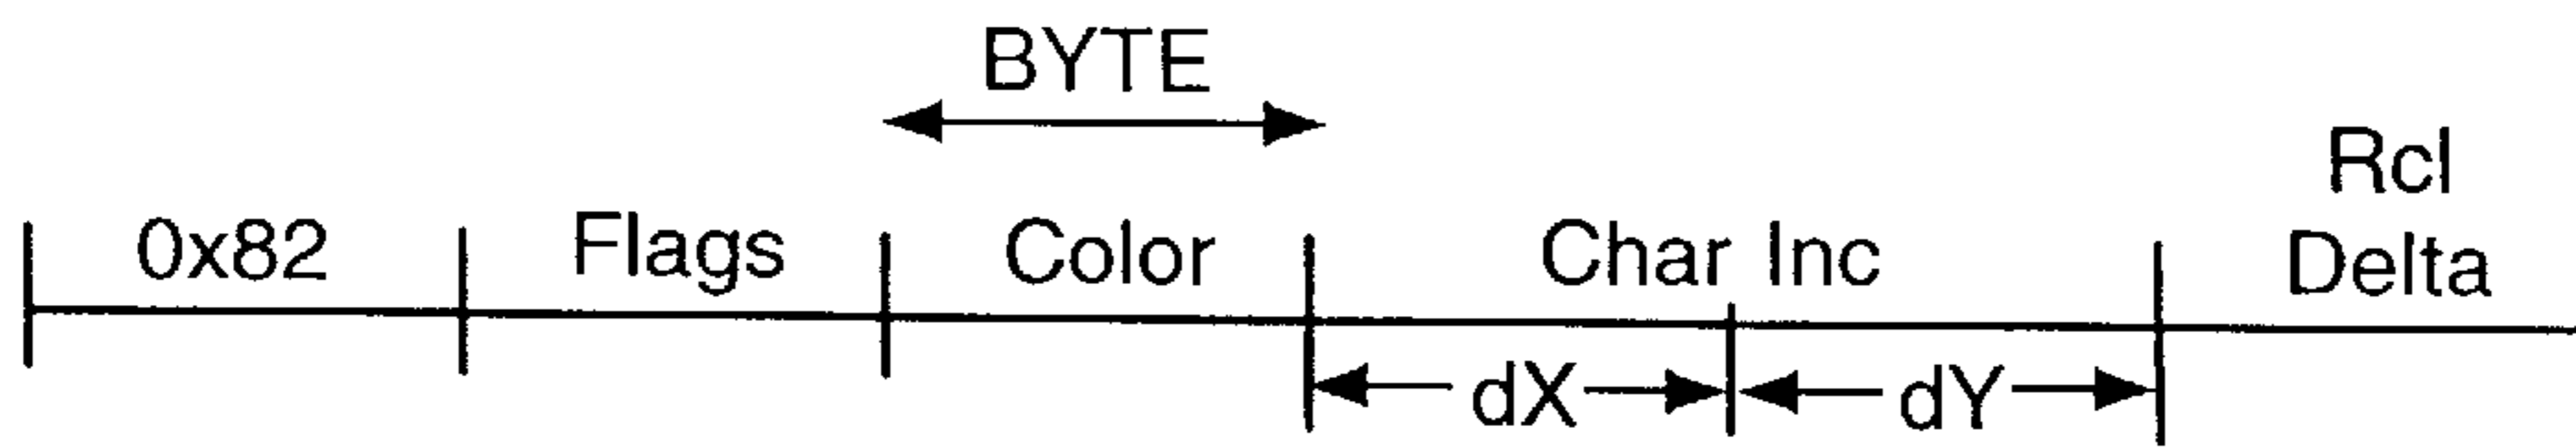 BYTE
0x82 Flags Color Char Inc Rcl Delta
dX dY